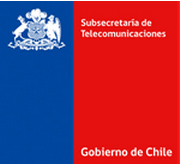 Subsecretaría de
Telecomunicaciones
Gobierno de Chile